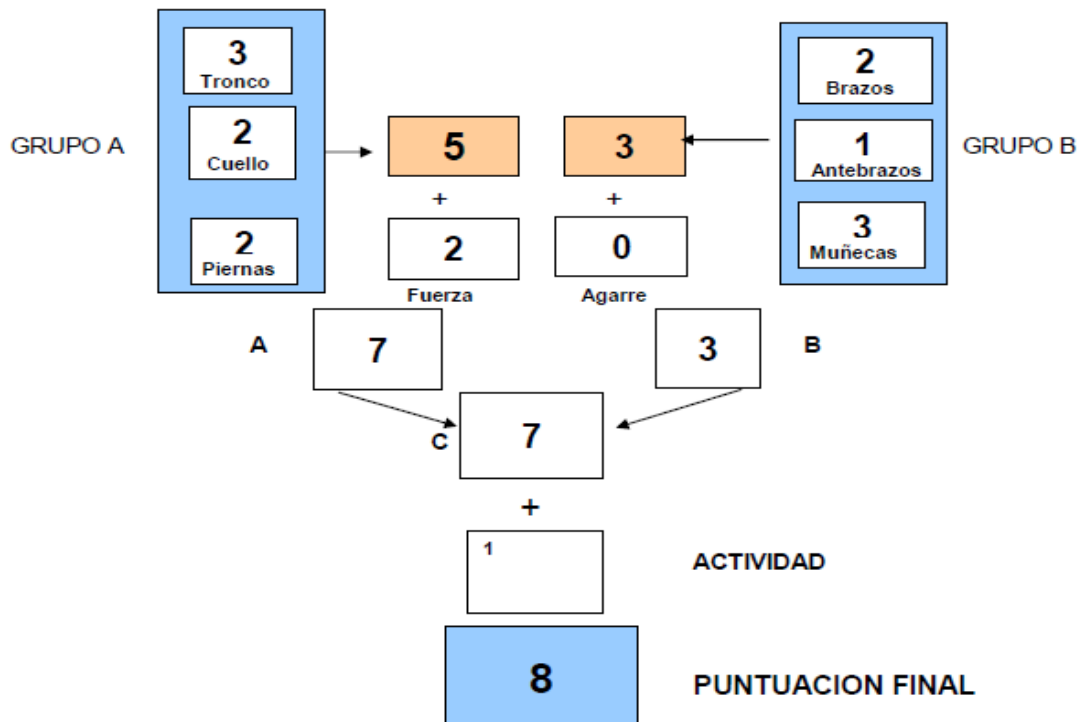 3
Tronco
2
Cuello
2
Piernas
GRUPO A
5
+
2
Fuerza
3
+
0
Agarre
2
Brazos
1
Antebrazos
3
Muñecas
GRUPO B
A
7
3
B
C
7
+
1
ACTIVIDAD
8
PUNTUACION FINAL